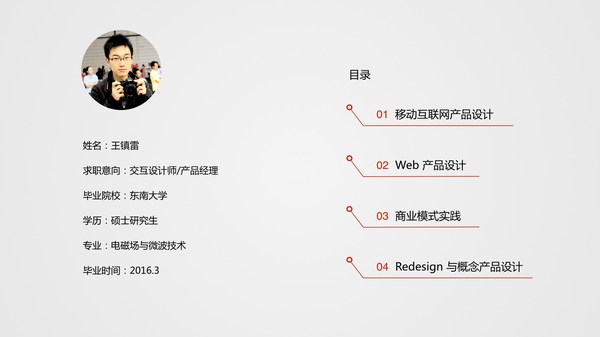 姓名：王镇雷
求职意向：交互设计师/产品经理
毕业院校：东南大学
学历：硕士研究生
专业：电磁场与微波技术
毕业时间：2016.3
目录
01 移动互联网产品设计
02 Web 产品设计
03 商业模式实践
04 Redesign 与概念产品设计